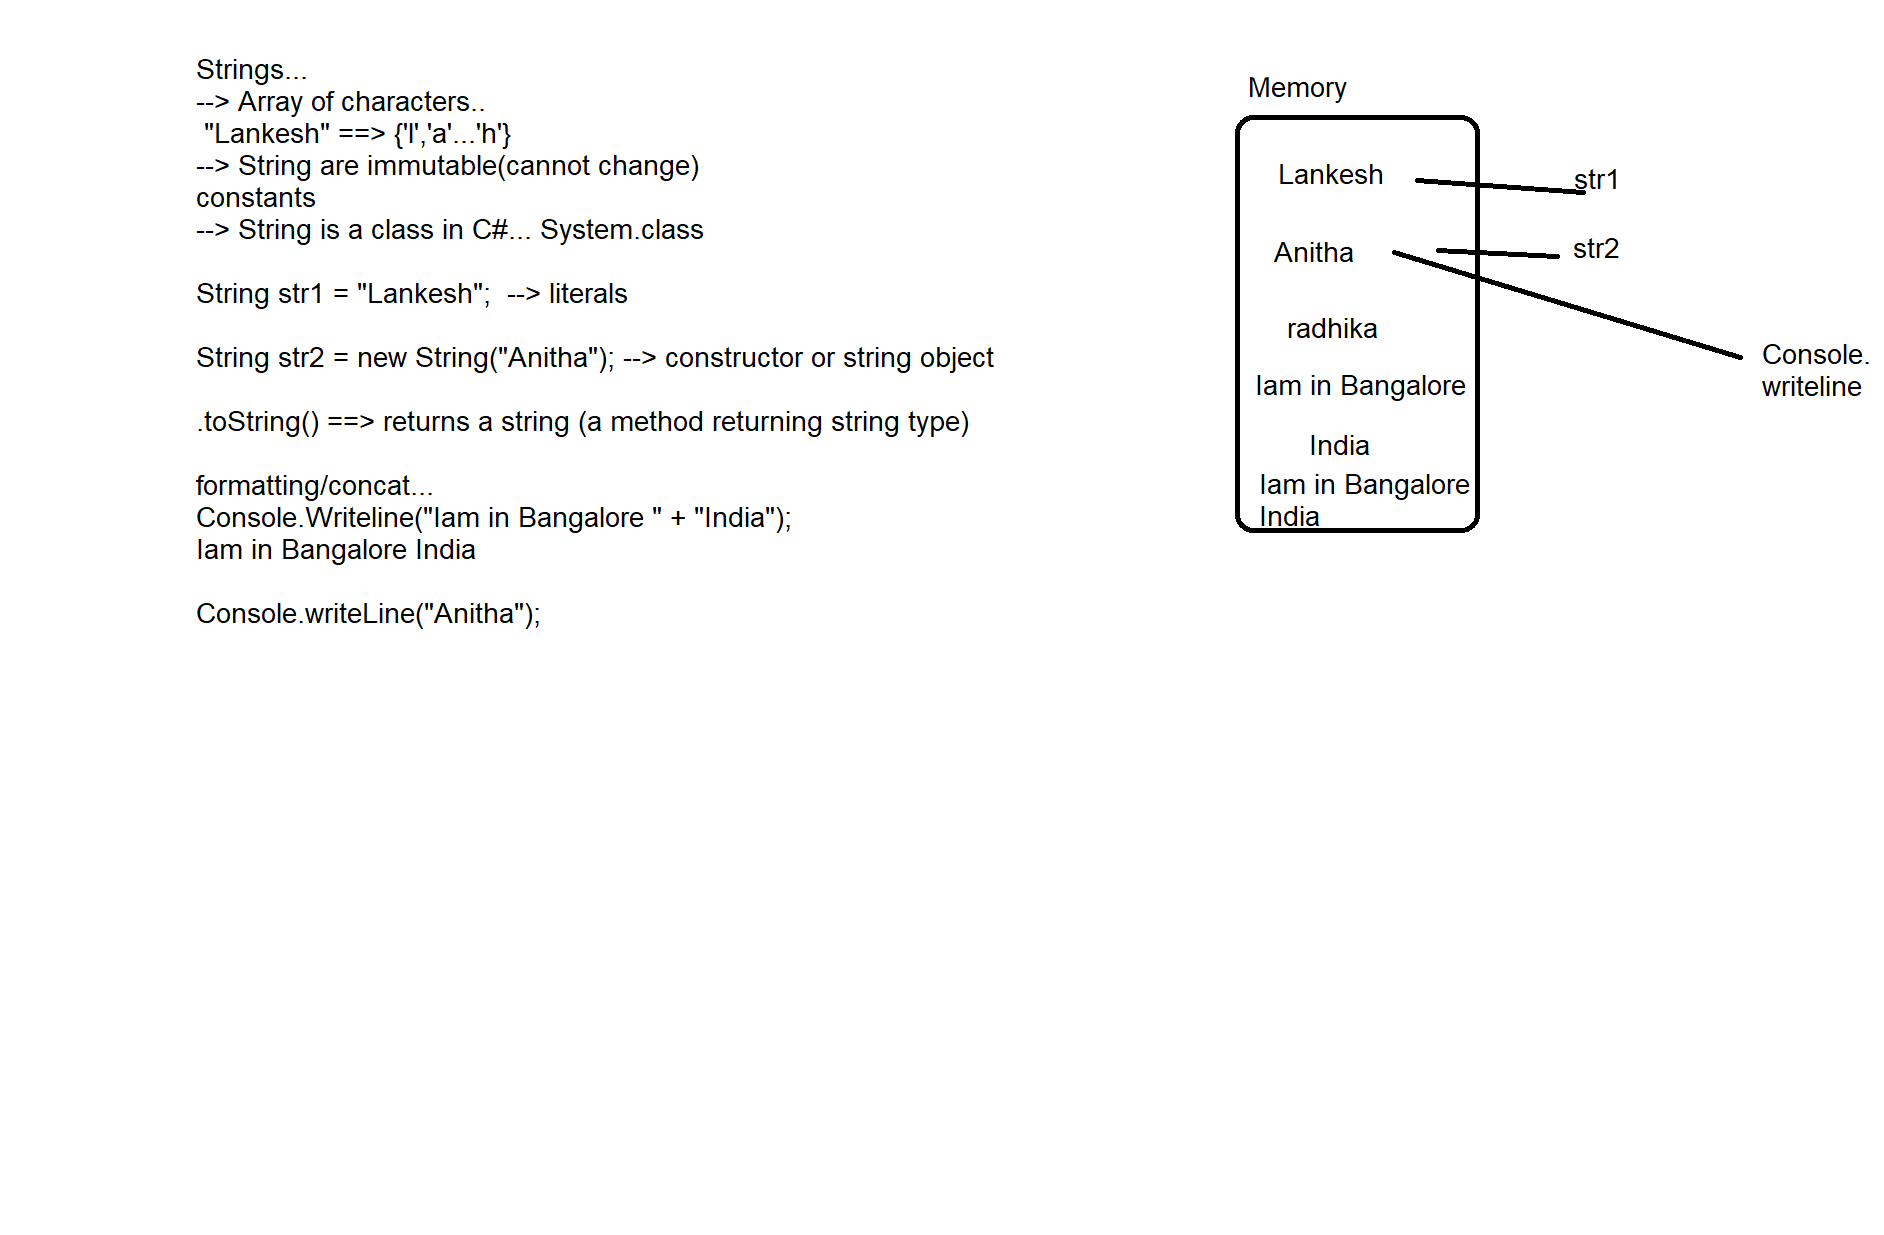 Strings...
--> Array of characters..
"Lankesh" ==> {'l','a'...'h'}
--> String are immutable(cannot change)
constants
--> String is a class in C#... System.class
String str1 = "Lankesh";  --> literals
String str2 = new String("Anitha"); --> constructor or string object
.toString() ==> returns a string (a method returning string type)
formatting/concat...
Console.Writeline("Iam in Bangalore " + "India");
Iam in Bangalore India
Console.writeLine("Anitha");
Memory
Lankesh
str1
Anitha
str2
radhika
Console.
writeline
Iam in Bangalore
India
Iam in Bangalore
India